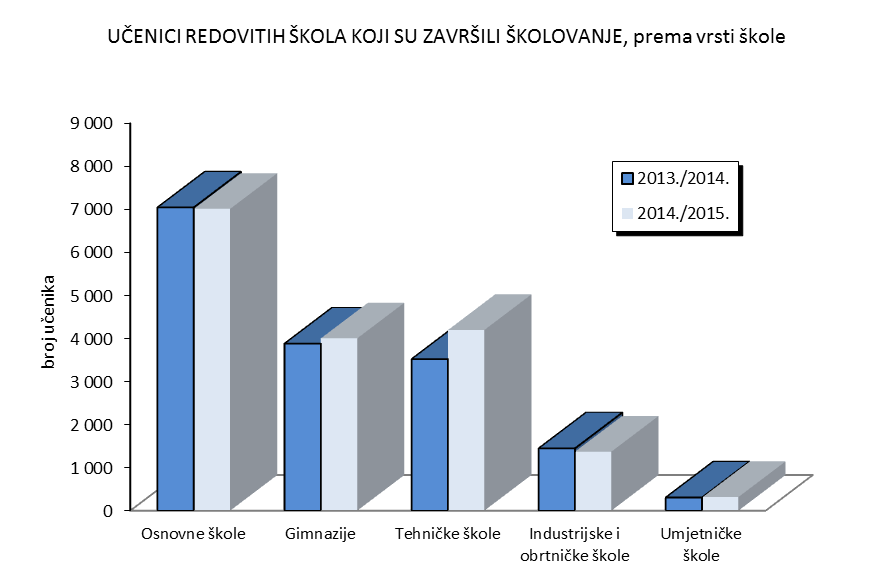 UČENICI REDOVITIH ŠKOLA KOJI SU ZAVRŠILI ŠKOLOVANJE, prema vrsti škole
9 000
8 000
7 000
6 000
5 000
4 000
3 000
2 000
1 000
0
broj učenika
2013./2014.
2014./2015.
Osnovne škole
Gimnazije
Tehničke škole
Industrijske i
obrtničke škole
Umjetničke
škole